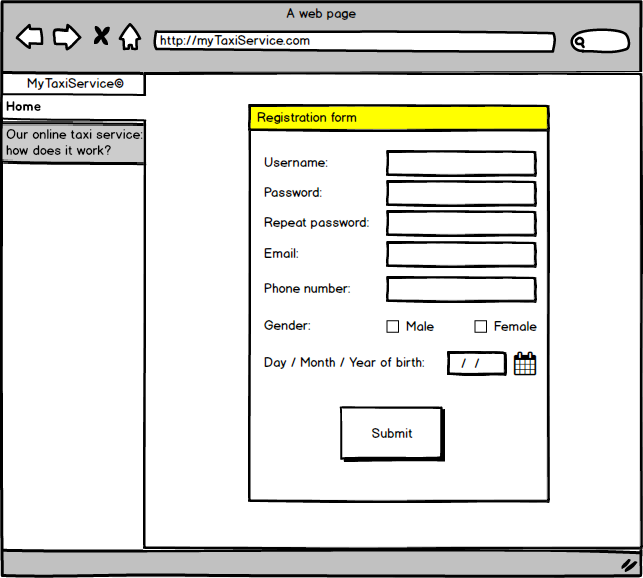 A web page
http://myTaxiService.com
MyTaxiService©
Home
Our online taxi service:
how does it work?
Registration form
Username:
Password:
Repeat password:
Email:
Phone number:
Gender: Male Female
Day / Month / Year of birth: / /
Submit